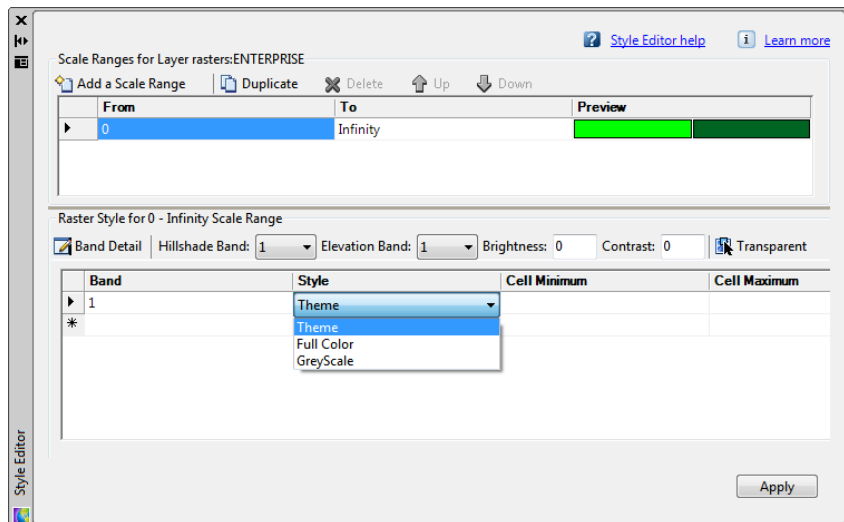 Style Editor help
Learn more
Scale Ranges for Layer rasters:ENTERPRISE
Add a Scale Range Duplicate Delete Up Down
From To Preview
0 Infinity
Raster Style for 0 - Infinity Scale Range
Band Detail Hillshade Band: 1 Elevation Band: 1 Brightness: 0 Contrast: 0 Transparent
Band Style Cell Minimum Cell Maximum
1 Theme
Theme
Full Color
GreyScale
Style Editor
Apply